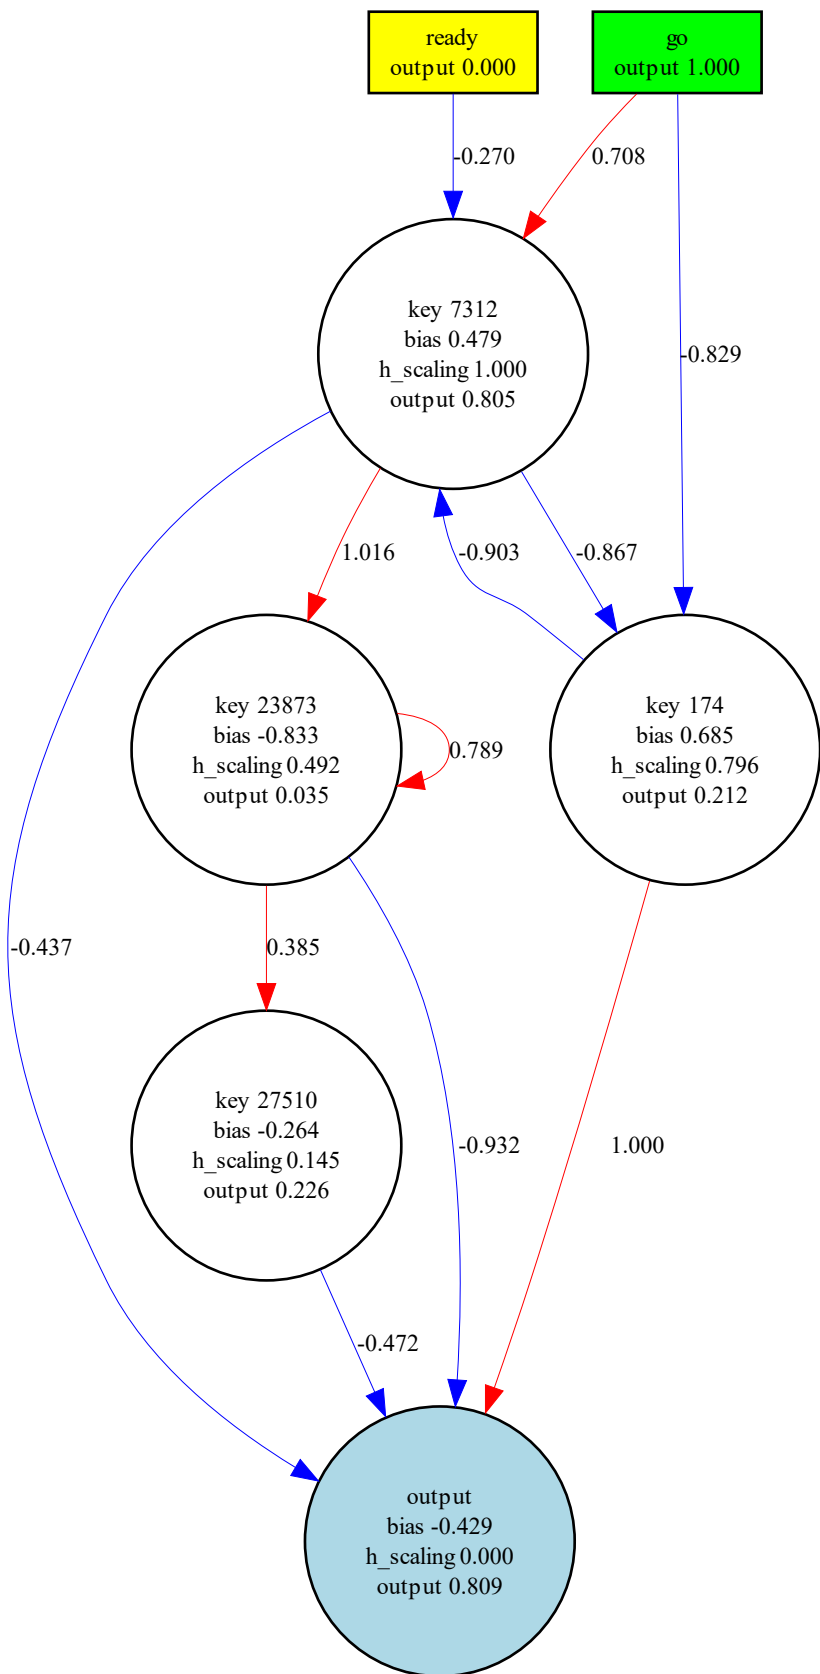 ready
output 0.000
go
output 1.000
-0.270
0.708
key 7312
bias 0.479
h_scaling 1.000
output 0.805
-0.829
1.016
-0.903
-0.867
key 23873
bias -0.833
h_scaling 0.492
output 0.035
0.789
key 174
bias 0.685
h_scaling 0.796
output 0.212
-0.437
0.385
key 27510
bias -0.264
h_scaling 0.145
output 0.226
-0.932
1.000
-0.472
output
bias -0.429
h_scaling 0.000
output 0.809